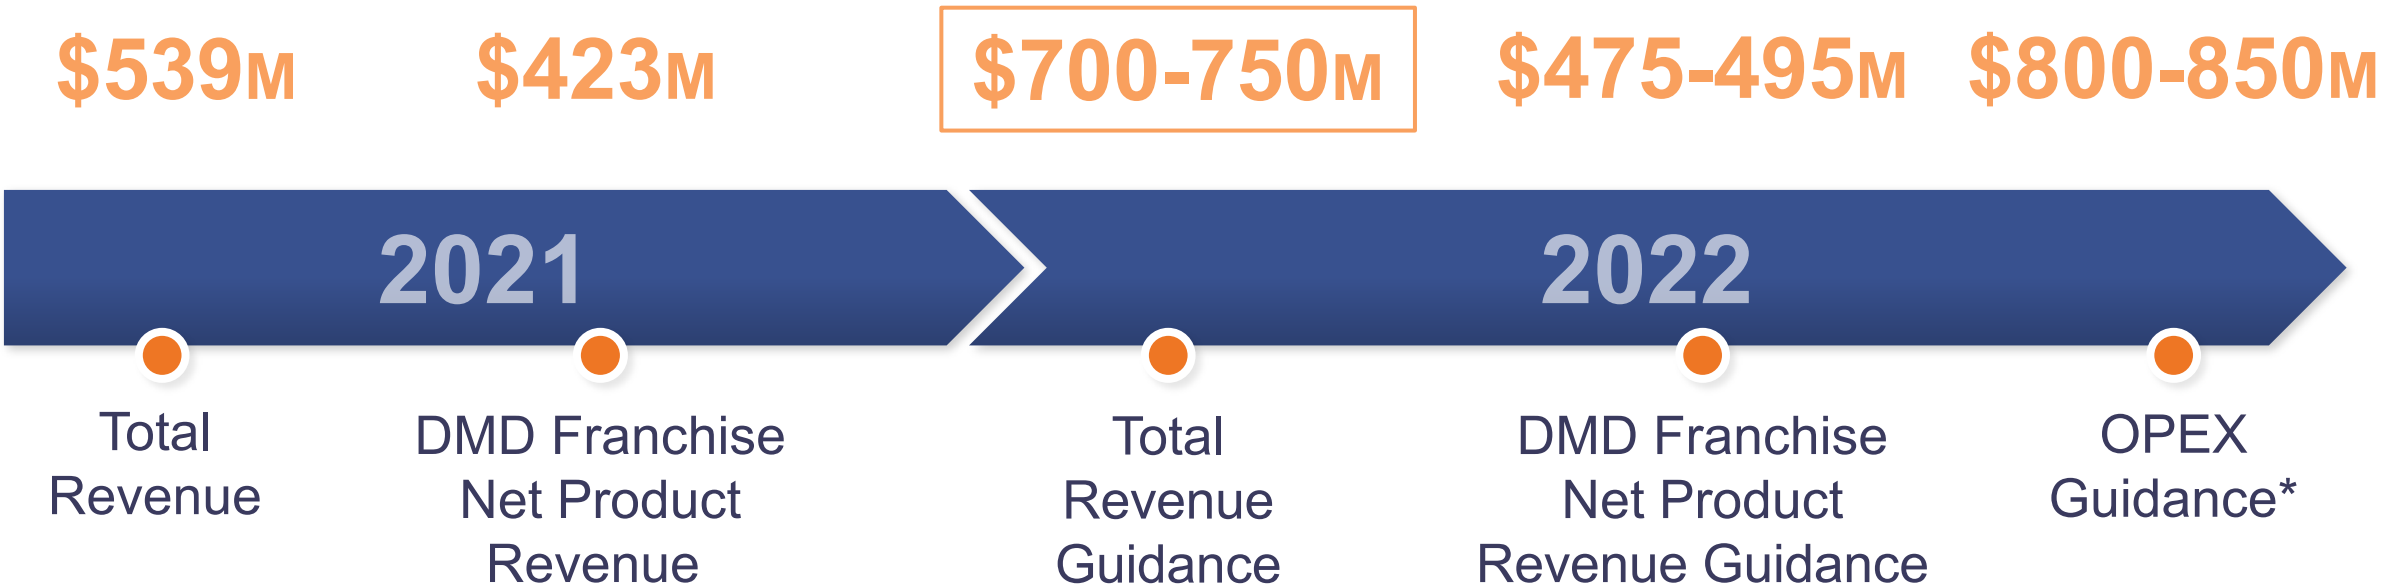 $539M
$423M
$700-750M
$475-495M
$800-850M
2021
2022
Total
Revenue
DMD Franchise
Net Product
Revenue
Total
Revenue
Guidance
DMD Franchise
Net Product
Revenue Guidance
OPEX
Guidance*